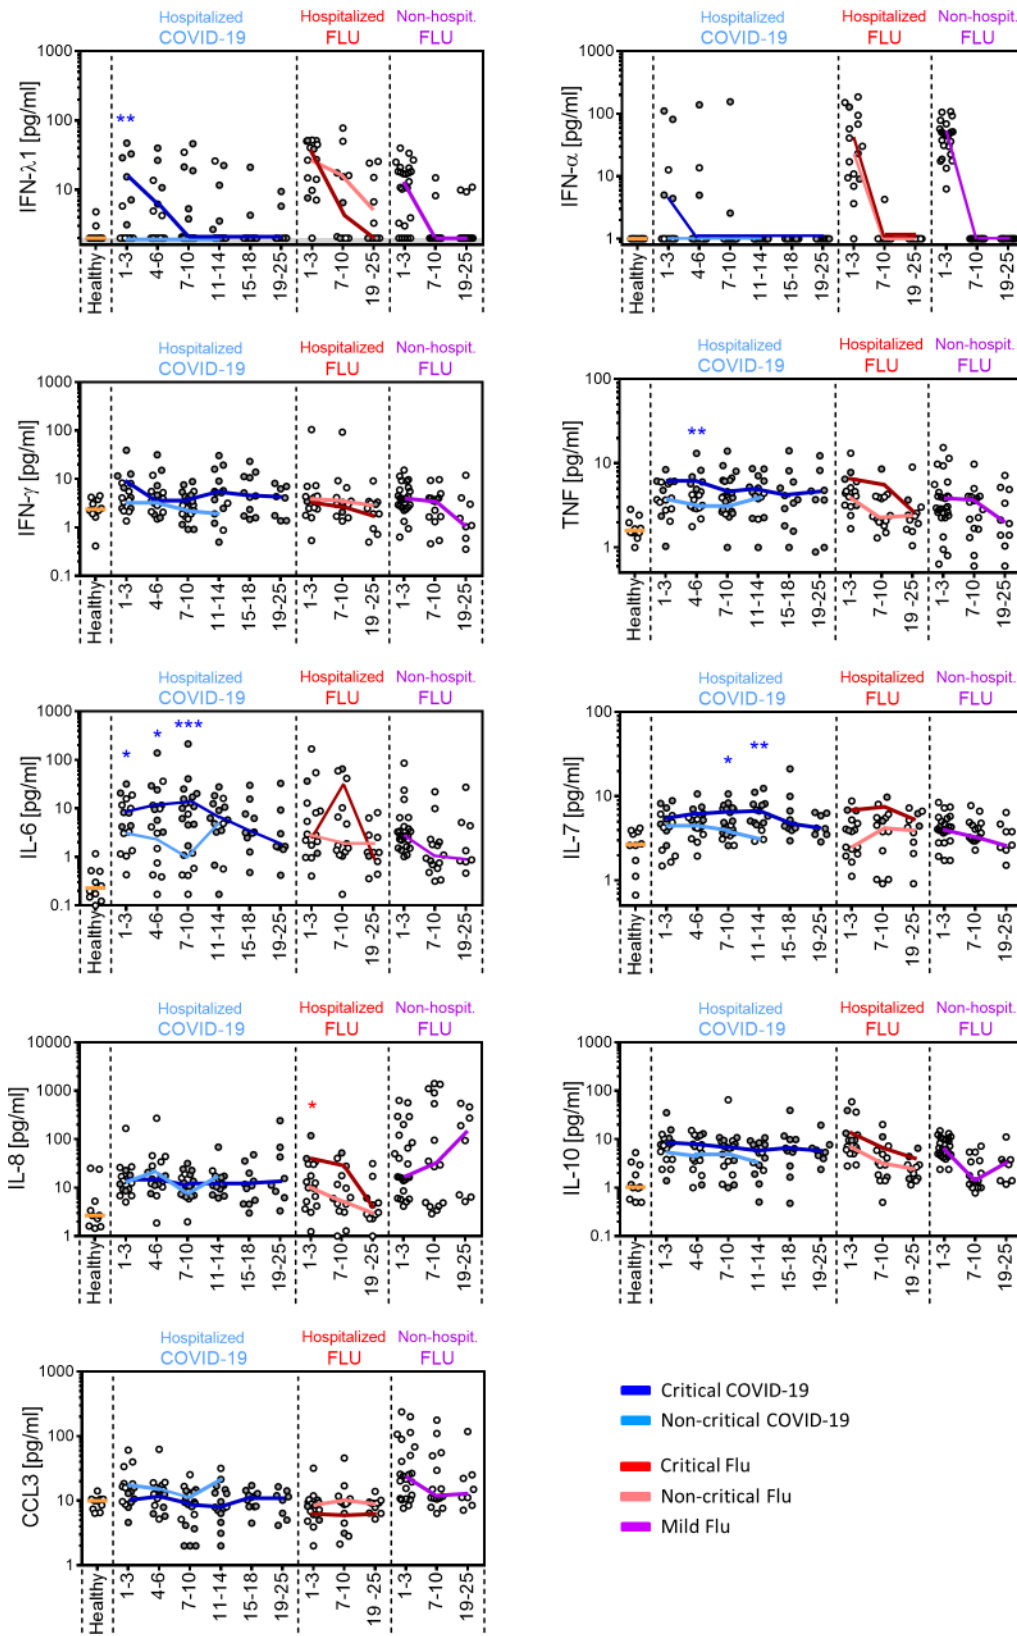 Hospitalized
COVID-19
Hospitalized
FLU
Non-hospit.
FLU
IFN-λ1 [pg/ml]
1000
100
10
**
Healthy
1-3
4-6
7-10
11-14
15-18
19-25
1-3
7-10
19 -25
1-3
7-10
19-25
Hospitalized
COVID-19
Hospitalized
FLU
Non-hospit.
FLU
IFN-α [pg/ml]
1000
100
10
1
Healthy
1-3
4-6
7-10
11-14
15-18
19-25
1-3
7-10
19 -25
1-3
7-10
19-25
Hospitalized
COVID-19
Hospitalized
FLU
Non-hospit.
FLU
IFN-γ [pg/ml]
1000
100
10
1
0.1
Healthy
1-3
4-6
7-10
11-14
15-18
19-25
1-3
7-10
19 -25
1-3
7-10
19-25
Hospitalized
COVID-19
Hospitalized
FLU
Non-hospit.
FLU
TNF [pg/ml]
100
10
1
**
Healthy
1-3
4-6
7-10
11-14
15-18
19-25
1-3
7-10
19 -25
1-3
7-10
19-25
Hospitalized
COVID-19
Hospitalized
FLU
Non-hospit.
FLU
IL-6 [pg/ml]
1000
100
10
1
0.1
*
*
***
Healthy
1-3
4-6
7-10
11-14
15-18
19-25
1-3
7-10
19 -25
1-3
7-10
19-25
Hospitalized
COVID-19
Hospitalized
FLU
Non-hospit.
FLU
IL-7 [pg/ml]
100
10
1
*
**
Healthy
1-3
4-6
7-10
11-14
15-18
19-25
1-3
7-10
19 -25
1-3
7-10
19-25
Hospitalized
COVID-19
Hospitalized
FLU
Non-hospit.
FLU
IL-8 [pg/ml]
10000
1000
100
10
1
*
Healthy
1-3
4-6
7-10
11-14
15-18
19-25
1-3
7-10
19 -25
1-3
7-10
19-25
Hospitalized
COVID-19
Hospitalized
FLU
Non-hospit.
FLU
IL-10 [pg/ml]
1000
100
10
1
0.1
Healthy
1-3
4-6
7-10
11-14
15-18
19-25
1-3
7-10
19 -25
1-3
7-10
19-25
Hospitalized
COVID-19
Hospitalized
FLU
Non-hospit.
FLU
CCL3 [pg/ml]
1000
100
10
1
Healthy
1-3
4-6
7-10
11-14
15-18
19-25
1-3
7-10
19 -25
1-3
7-10
19-25
Critical COVID-19
Non-critical COVID-19
Critical Flu
Non-critical Flu
Mild Flu